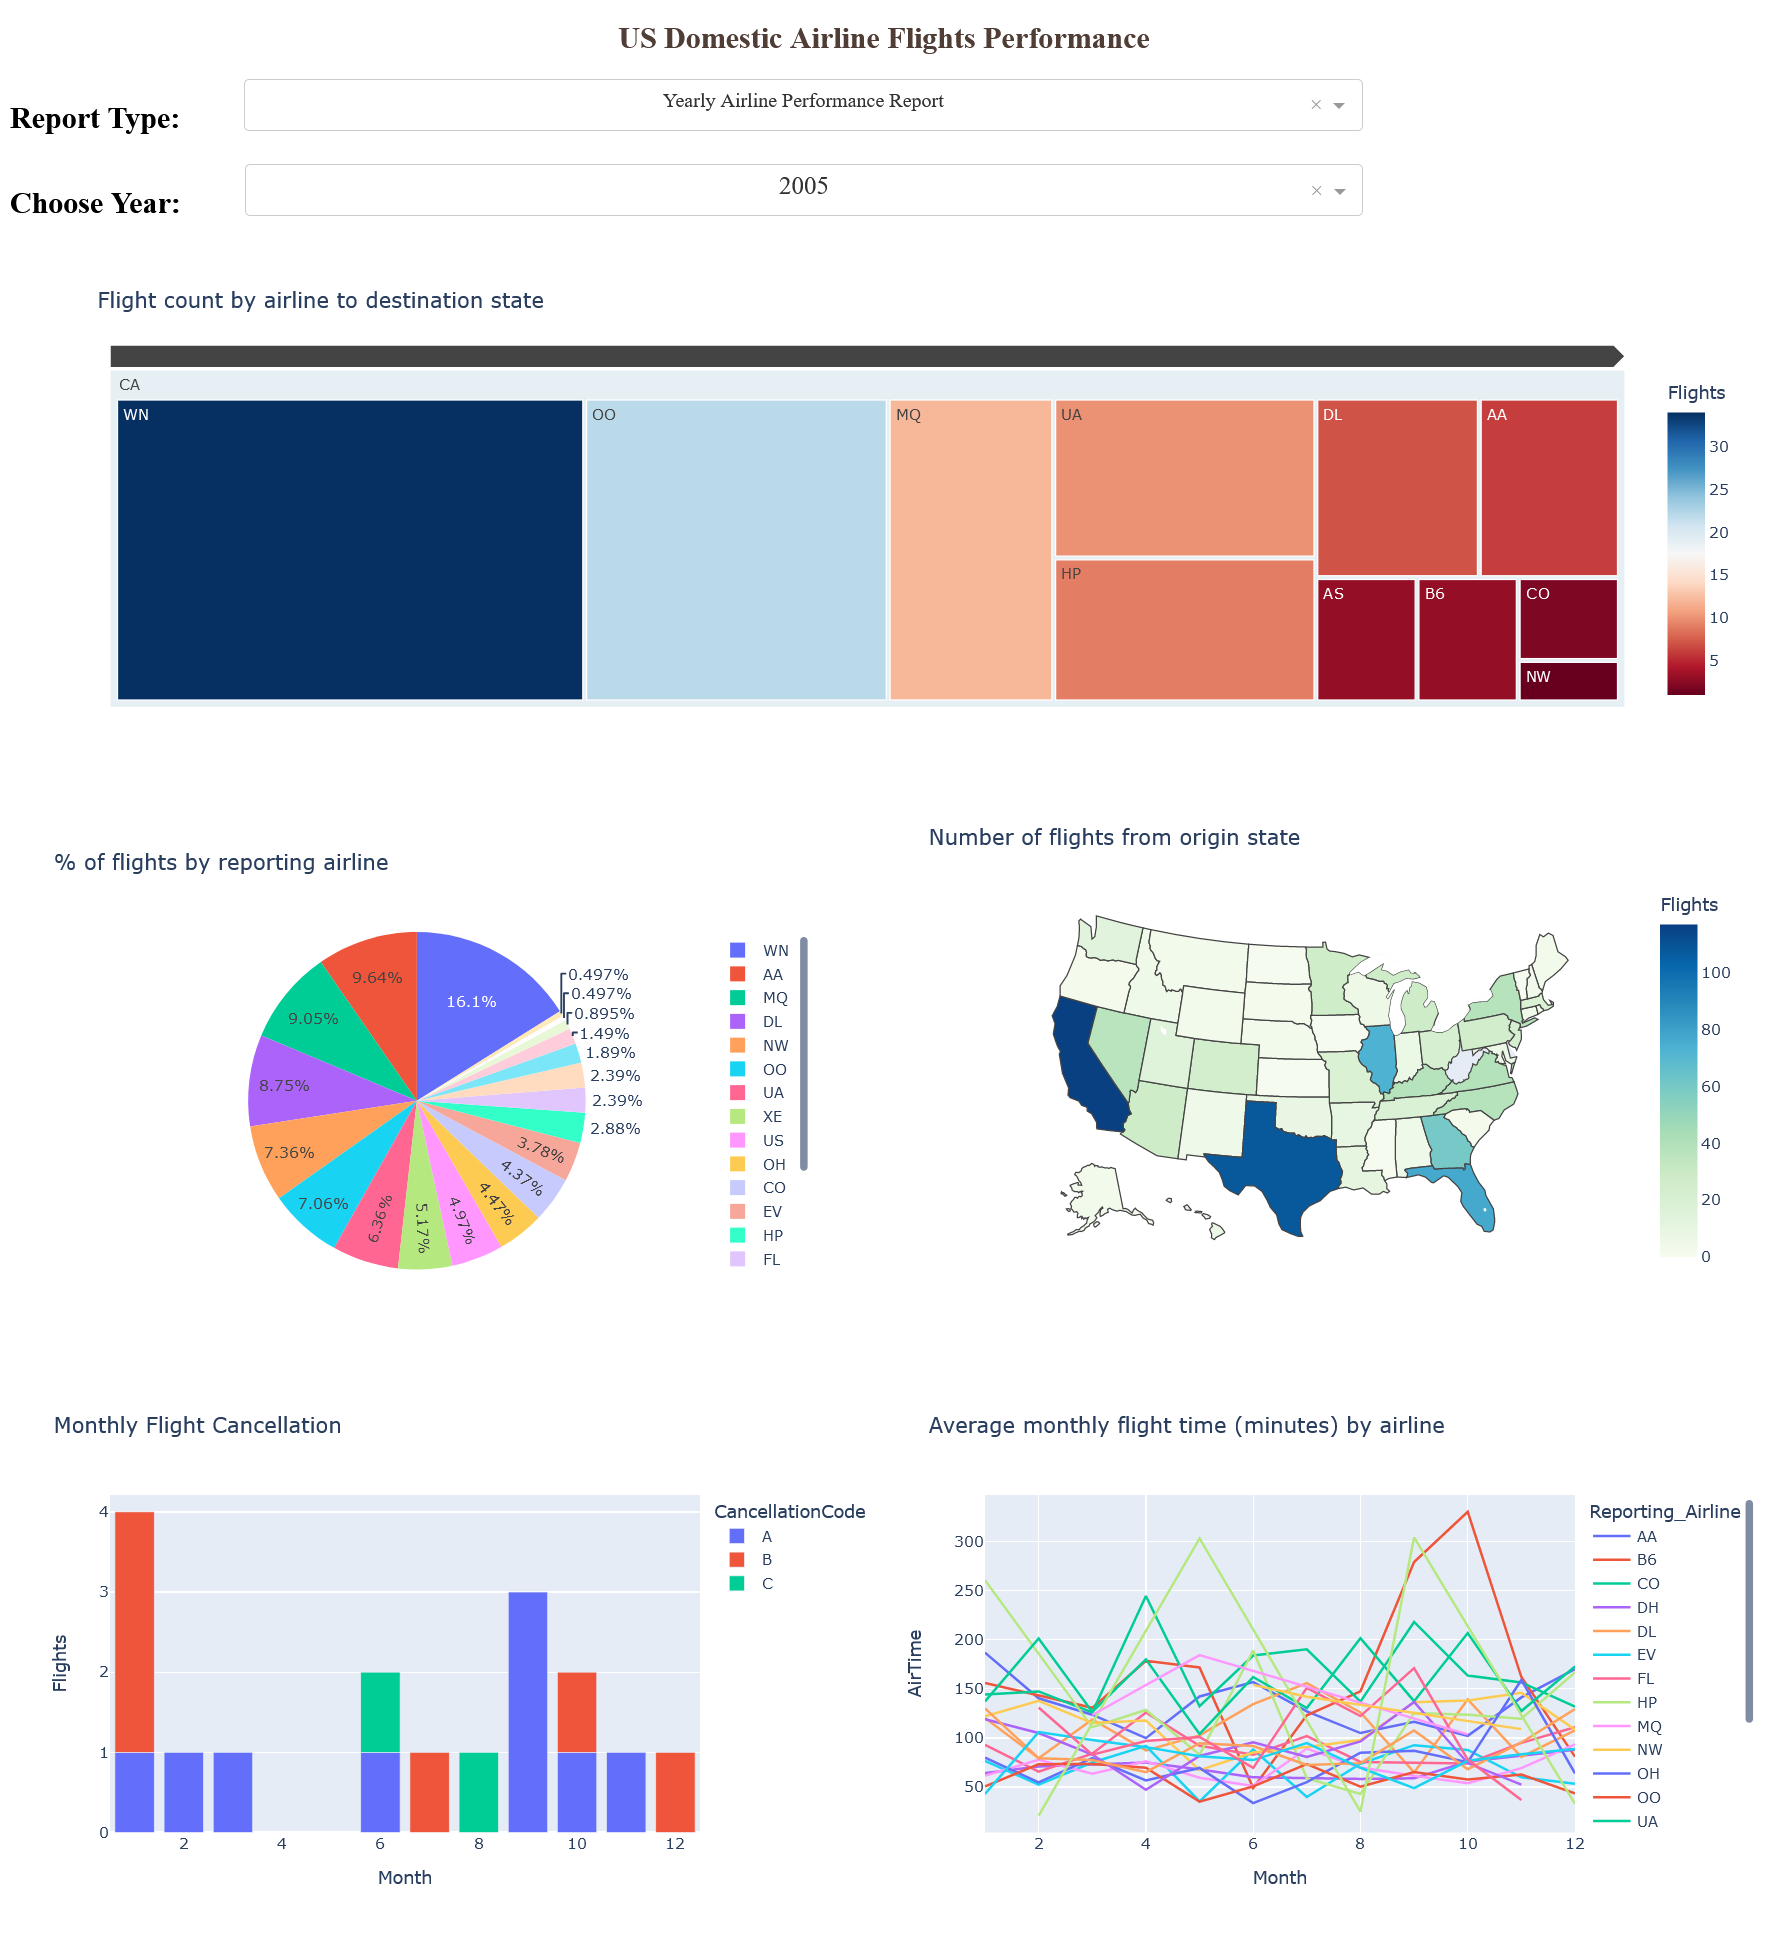 US Domestic Airline Flights Performance
Report Type:
Yearly Airline Performance Report
×
Choose Year:
2005
×
Flight count by airline to destination state
CA
WN
OO
MQ
UA
HP
DL
AA
AS
B6
CO
NW
Flights
30
25
20
15
10
5
% of flights by reporting airline
16.1%
9.64%
9.05%
8.75%
7.36%
7.06%
6.36%
5.17%
4.97%
4.47%
4.37%
3.78%
2.88%
2.39%
2.39%
1.89%
1.49%
0.895%
0.497%
0.497%
WN
AA
MQ
DL
NW
OO
UA
XE
US
OH
CO
EV
HP
FL
Number of flights from origin state
Flights
100
80
60
40
20
0
Monthly Flight Cancellation
Flights
4
3
2
1
0
2
4
6
8
10
12
Month
CancellationCode
A
B
C
Average monthly flight time (minutes) by airline
AirTime
300
250
200
150
100
50
2
4
6
8
10
12
Month
Reporting_Airline
AA
B6
CO
DH
DL
EV
FL
HP
MQ
NW
OH
OO
UA